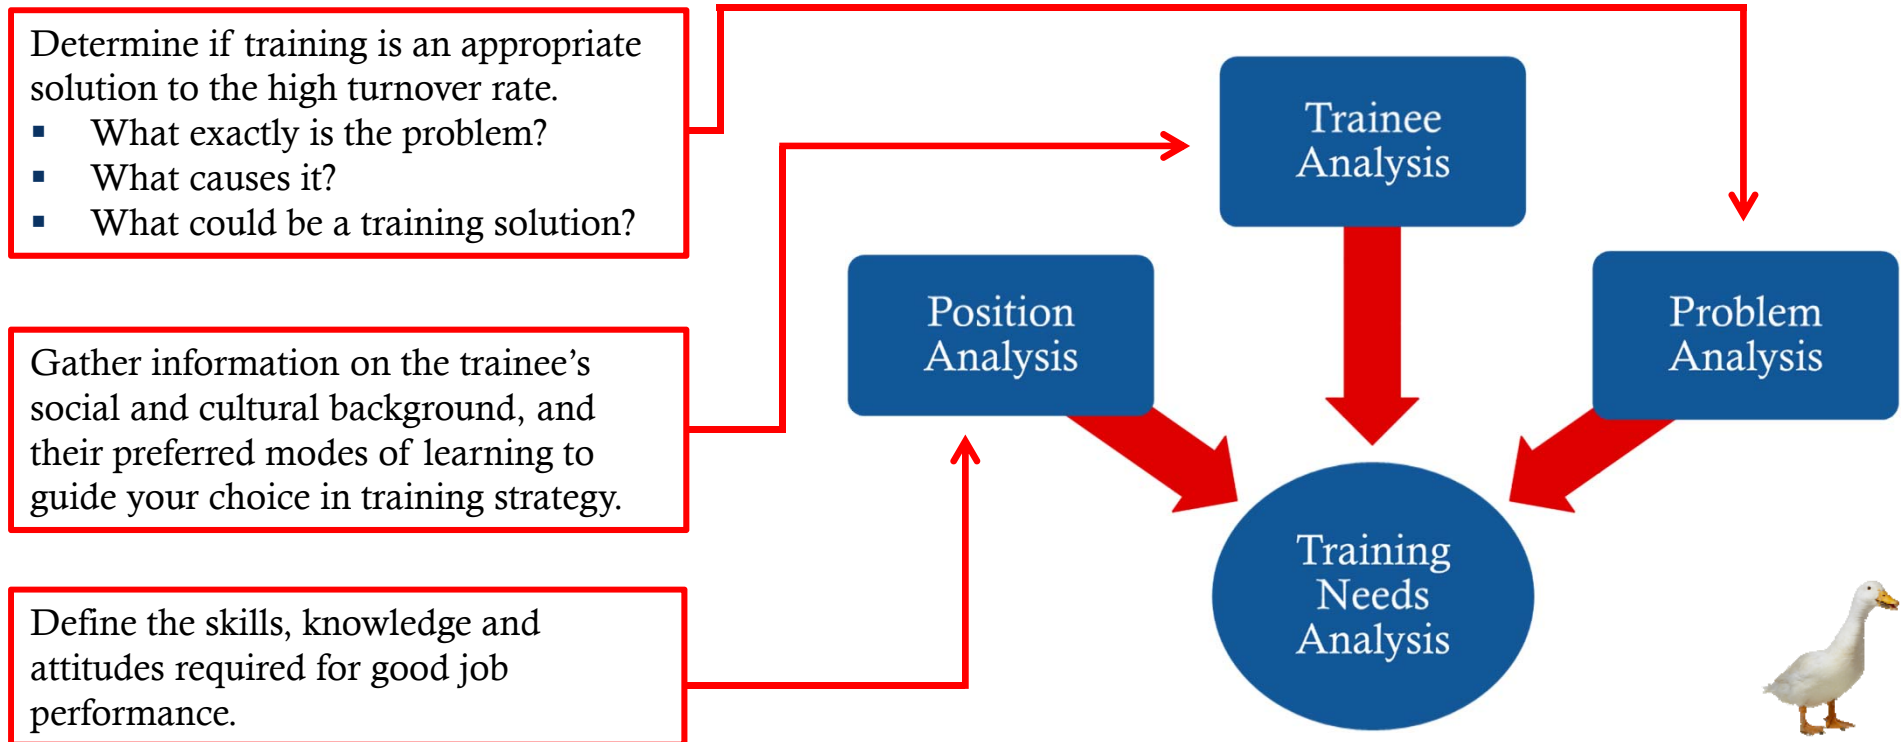 Determine if training is an appropriate
solution to the high turnover rate.
▪ What exactly is the problem?
▪ What causes it?
▪ What could be a training solution?
Gather information on the trainee’s
social and cultural background, and
their preferred modes of learning to
guide your choice in training strategy.
Define the skills, knowledge and
attitudes required for good job
performance.
Trainee
Analysis
Position
Analysis
Problem
Analysis
Training
Needs
Analysis